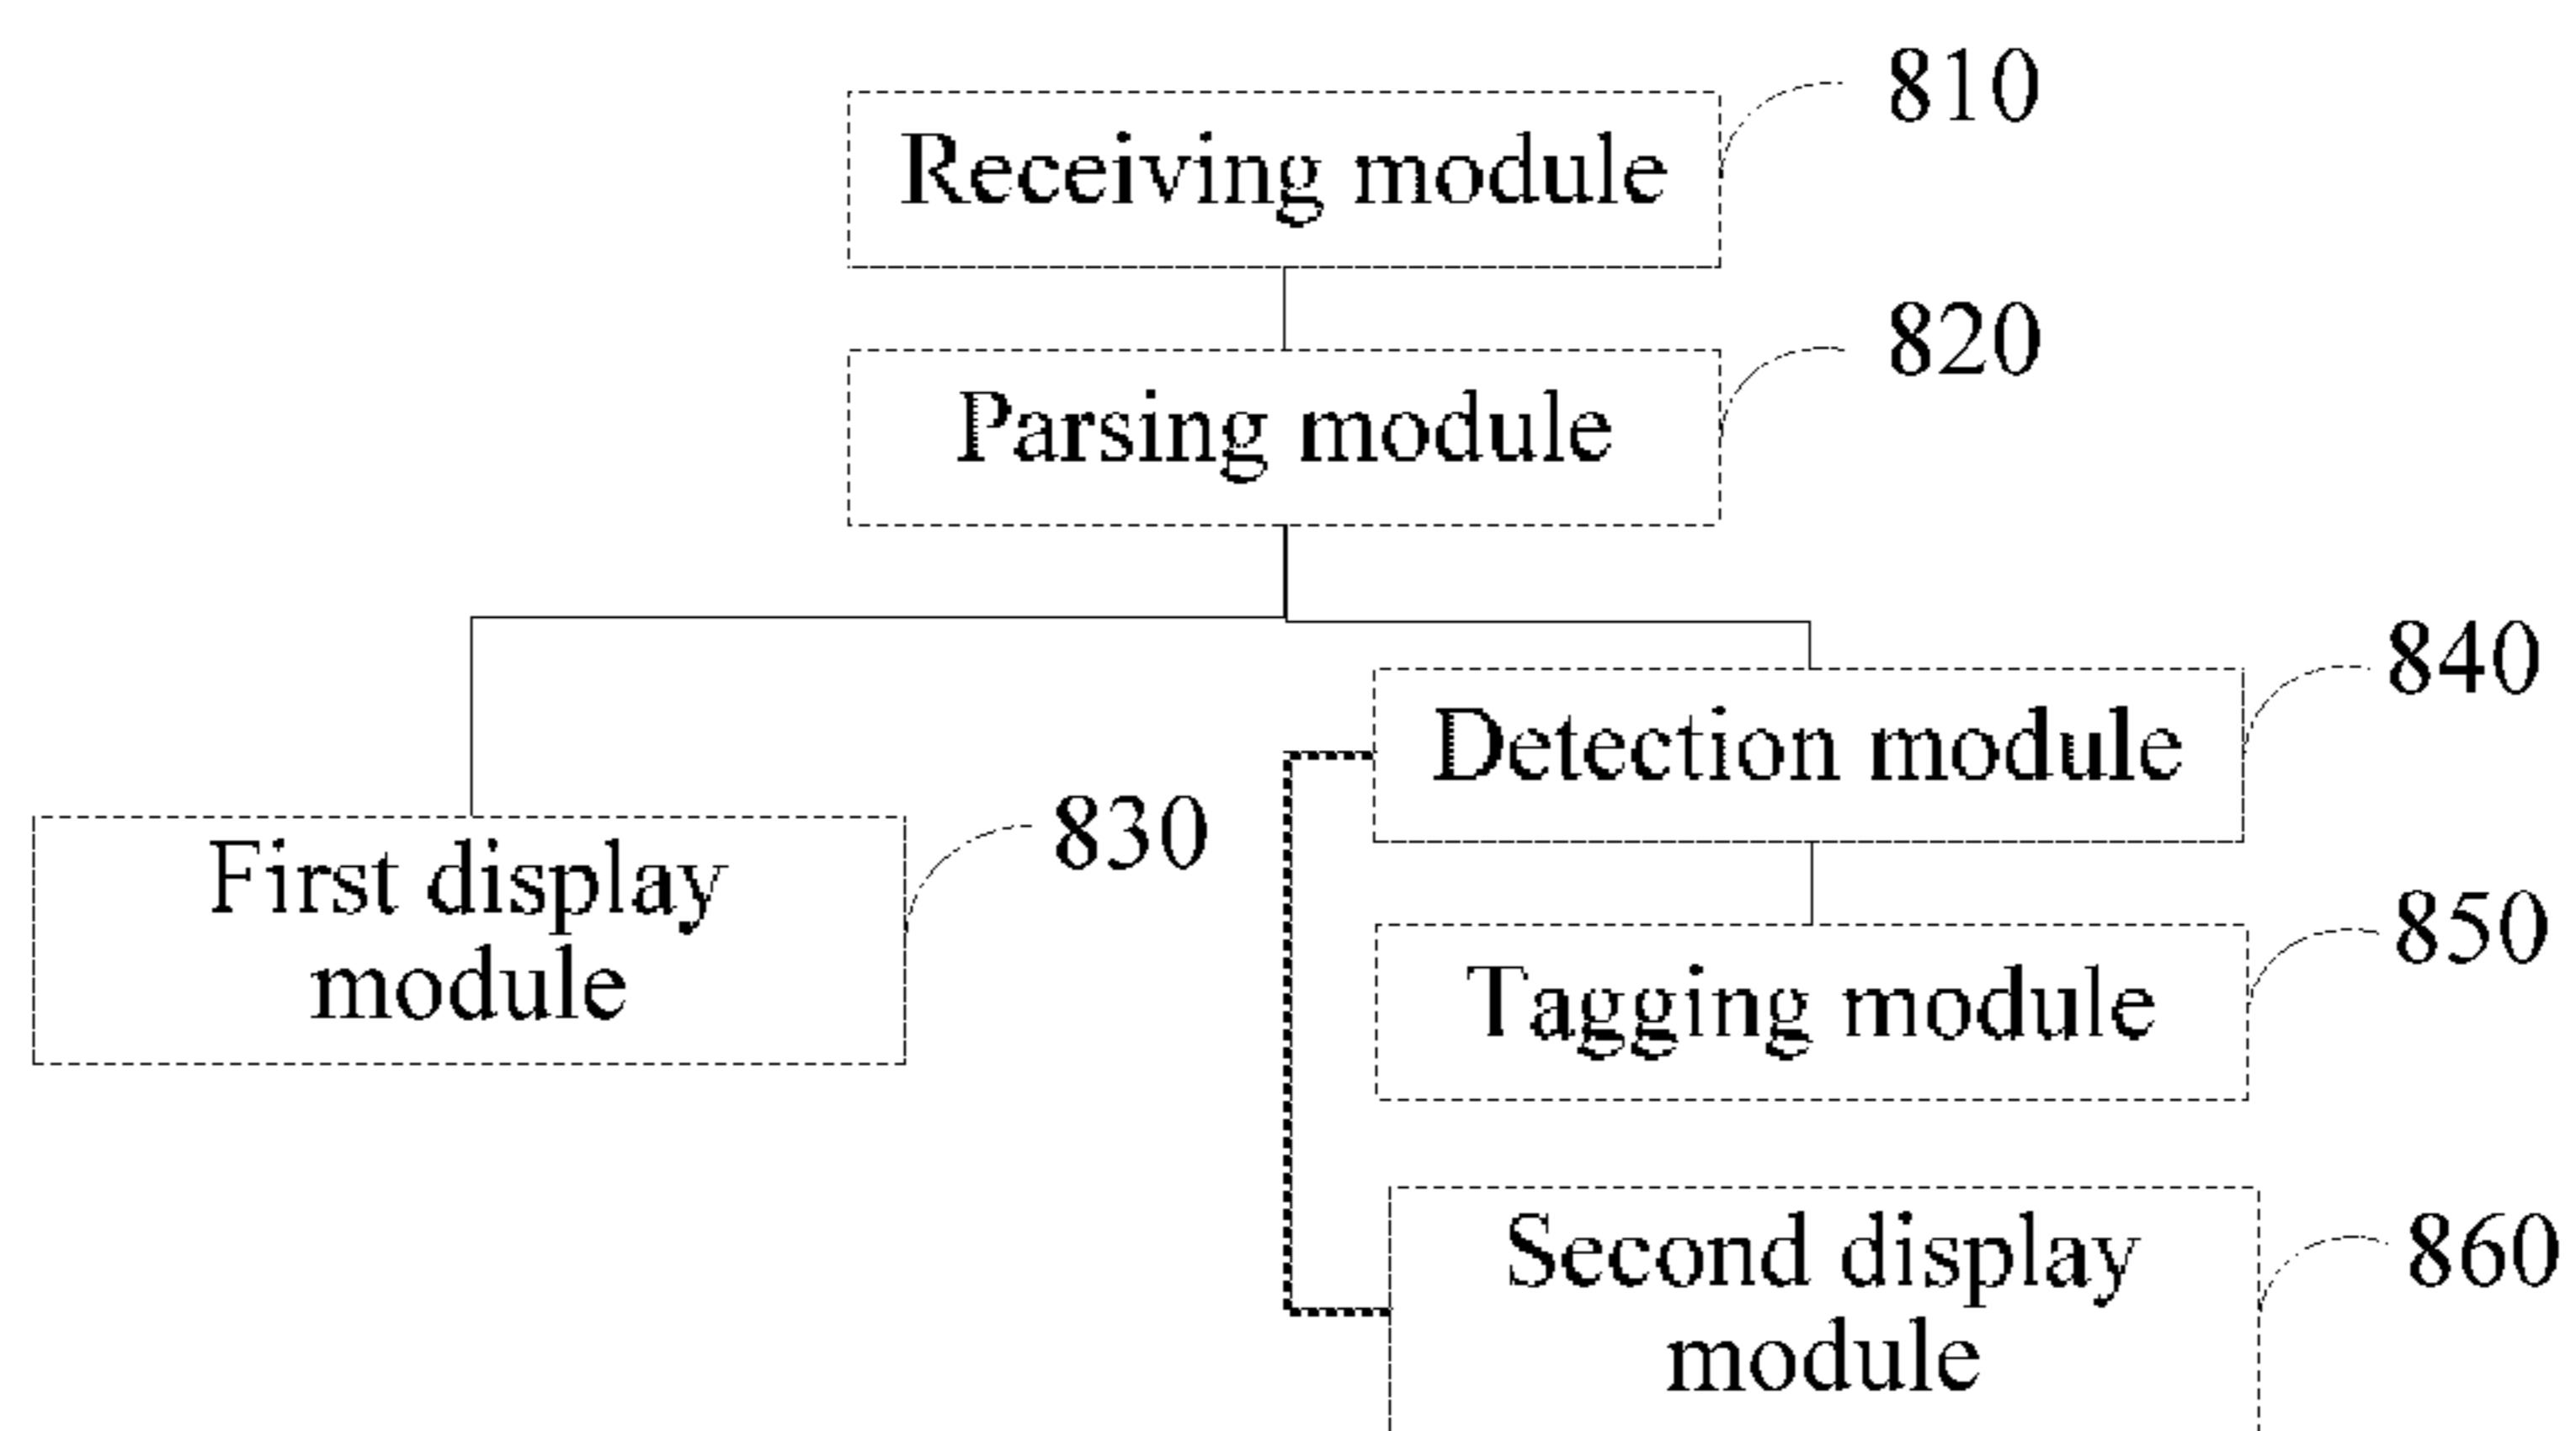 810
Receiving module
820
Parsing module
840
Detection module
830
First display
module
850
Tagging module
860
Second display
module